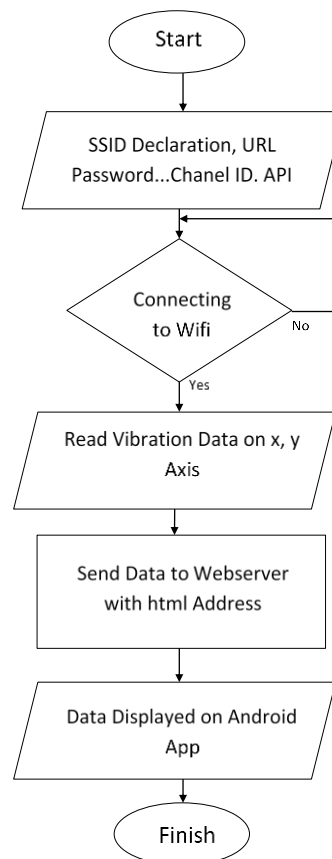 Start
SSID Declaration, URL
Password...Chanel ID. API
Connecting
to Wifi
No
Yes
Read Vibration Data on x, y
Axis
Send Data to Webserver
with html Address
Data Displayed on Android
App
Finish